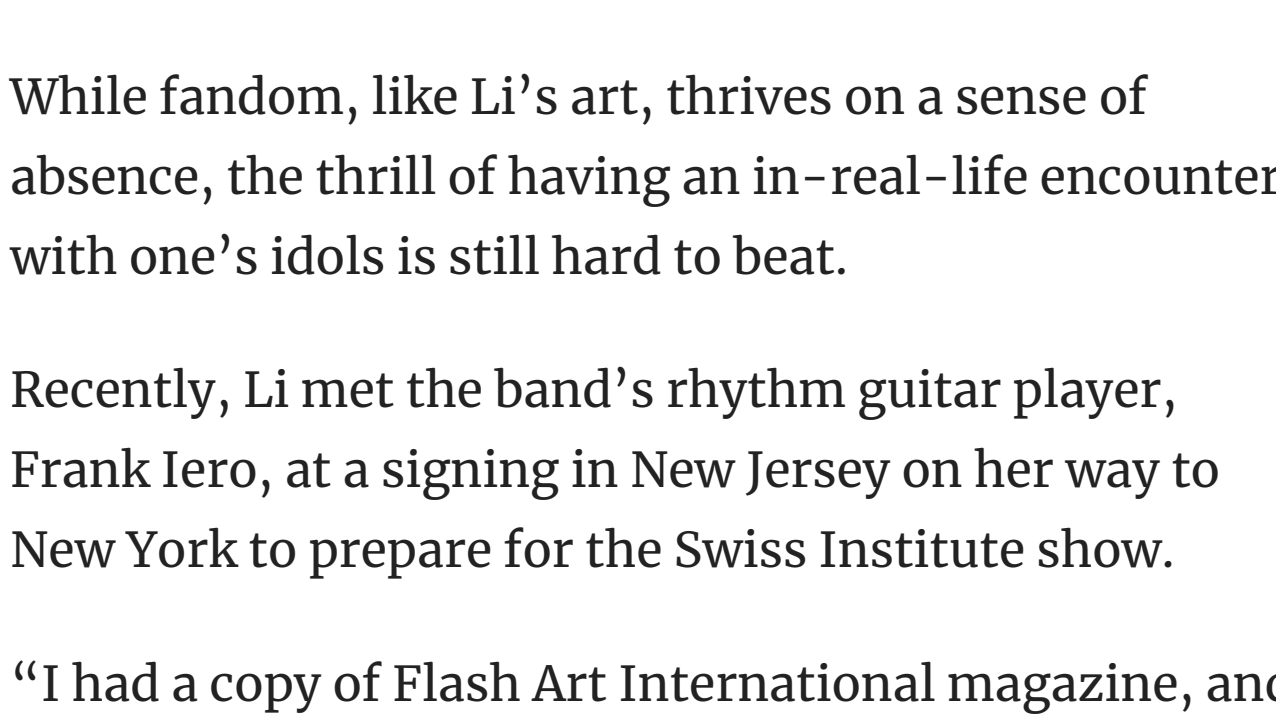 While fandom, like Li’s art, thrives on a sense of
absence, the thrill of having an in-real-life encounter
with one’s idols is still hard to beat.
Recently, Li met the band’s rhythm guitar player,
Frank Iero, at a signing in New Jersey on her way to
New York to prepare for the Swiss Institute show.
“I had a copy of Flash Art International magazine, and